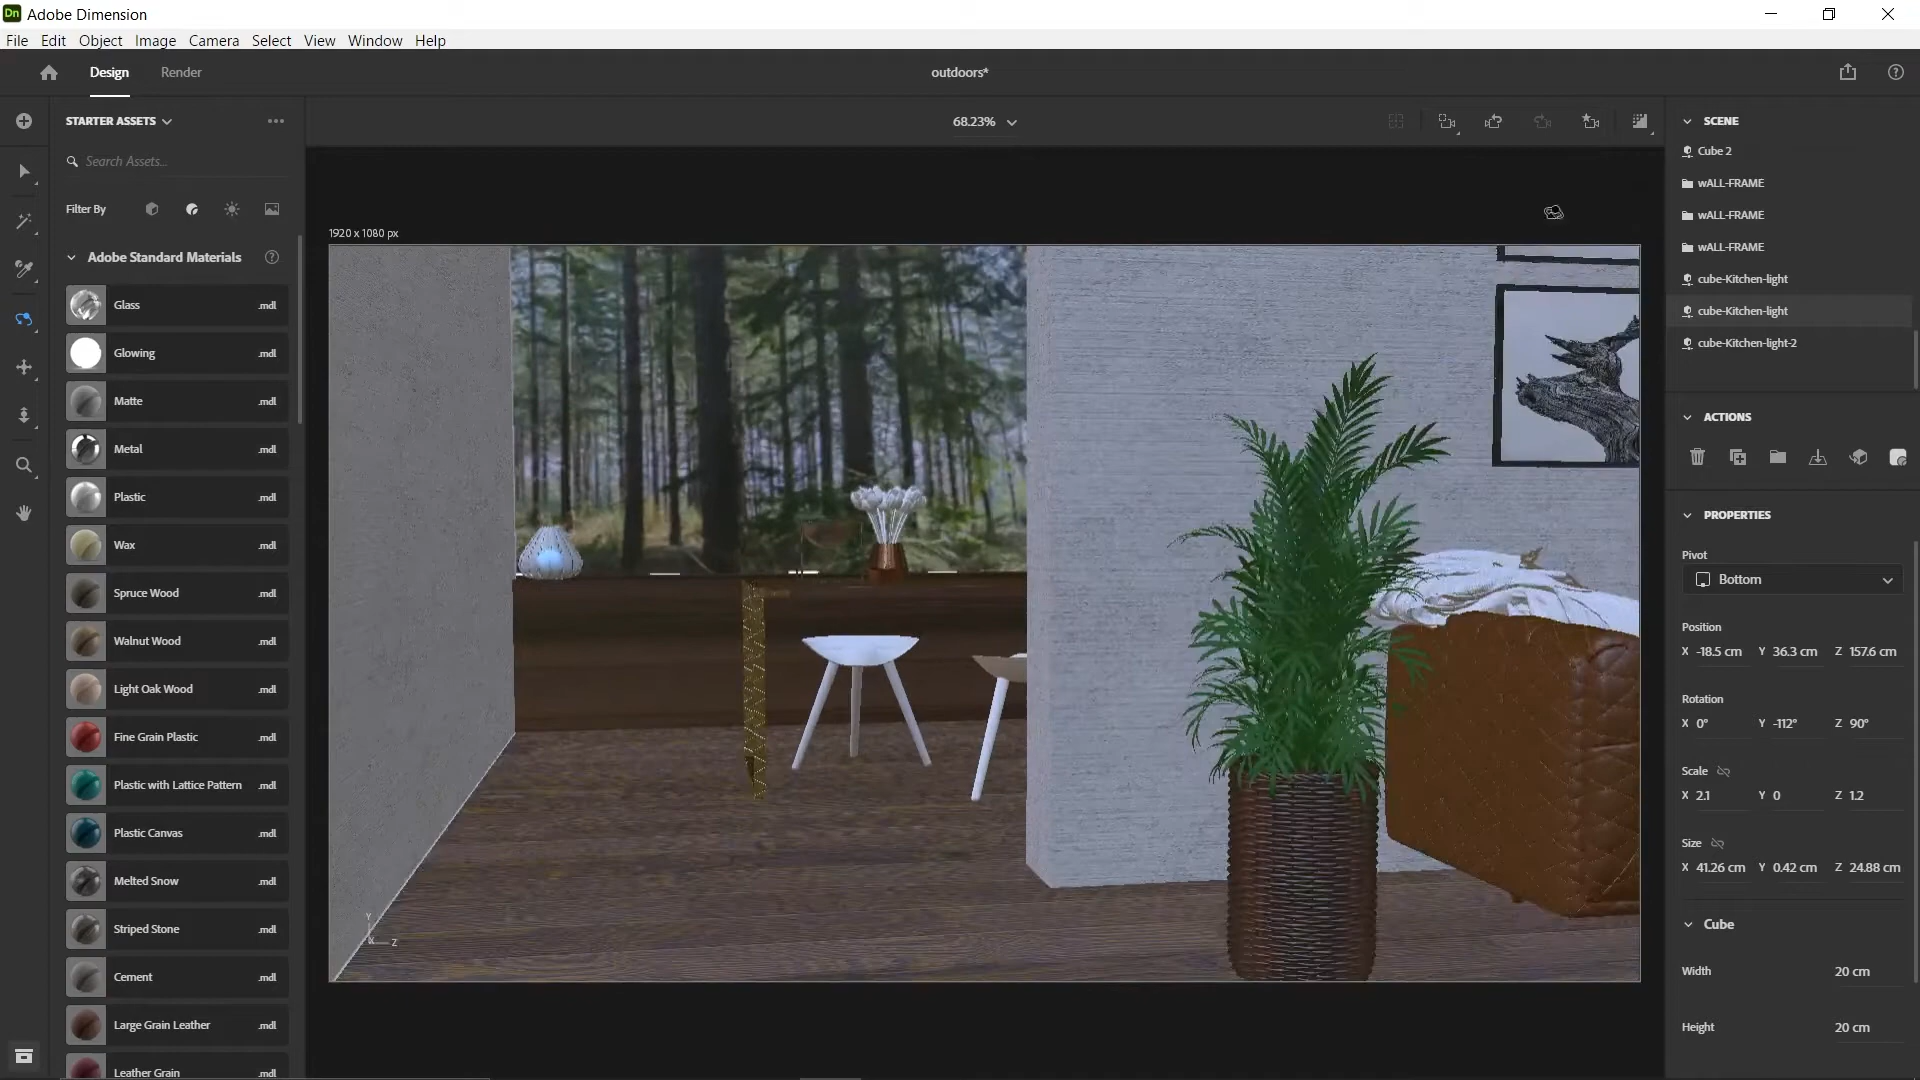 Dn Adobe Dimension
File Edit Object Image Camera Select View Window Help
Design Render outdoors*
STARTER ASSETS
68.23%
Search Assets...
Filter By
Adobe Standard Materials
Glass .mdl
Glowing .mdl
Matte .mdl
Metal .mdl
Plastic .mdl
Wax .mdl
Spruce Wood .mdl
Walnut Wood .mdl
Light Oak Wood .mdl
Fine Grain Plastic .mdl
Plastic with Lattice Pattern .mdl
Plastic Canvas .mdl
Melted Snow .mdl
Striped Stone .mdl
Cement .mdl
Large Grain Leather .mdl
Leather Grain .mdl
1920 x 1080 px
Y
X Z
SCENE
Cube 2
wALL-FRAME
wALL-FRAME
wALL-FRAME
cube-Kitchen-light
cube-Kitchen-light
cube-Kitchen-light-2
ACTIONS
PROPERTIES
Pivot
Bottom
Position
X -18.5 cm Y 36.3 cm Z 157.6 cm
Rotation
X 0° Y -112° Z 90°
Scale
X 2.1 Y 0 Z 1.2
Size
X 41.26 cm Y 0.42 cm Z 24.88 cm
Cube
Width 20 cm
Height 20 cm